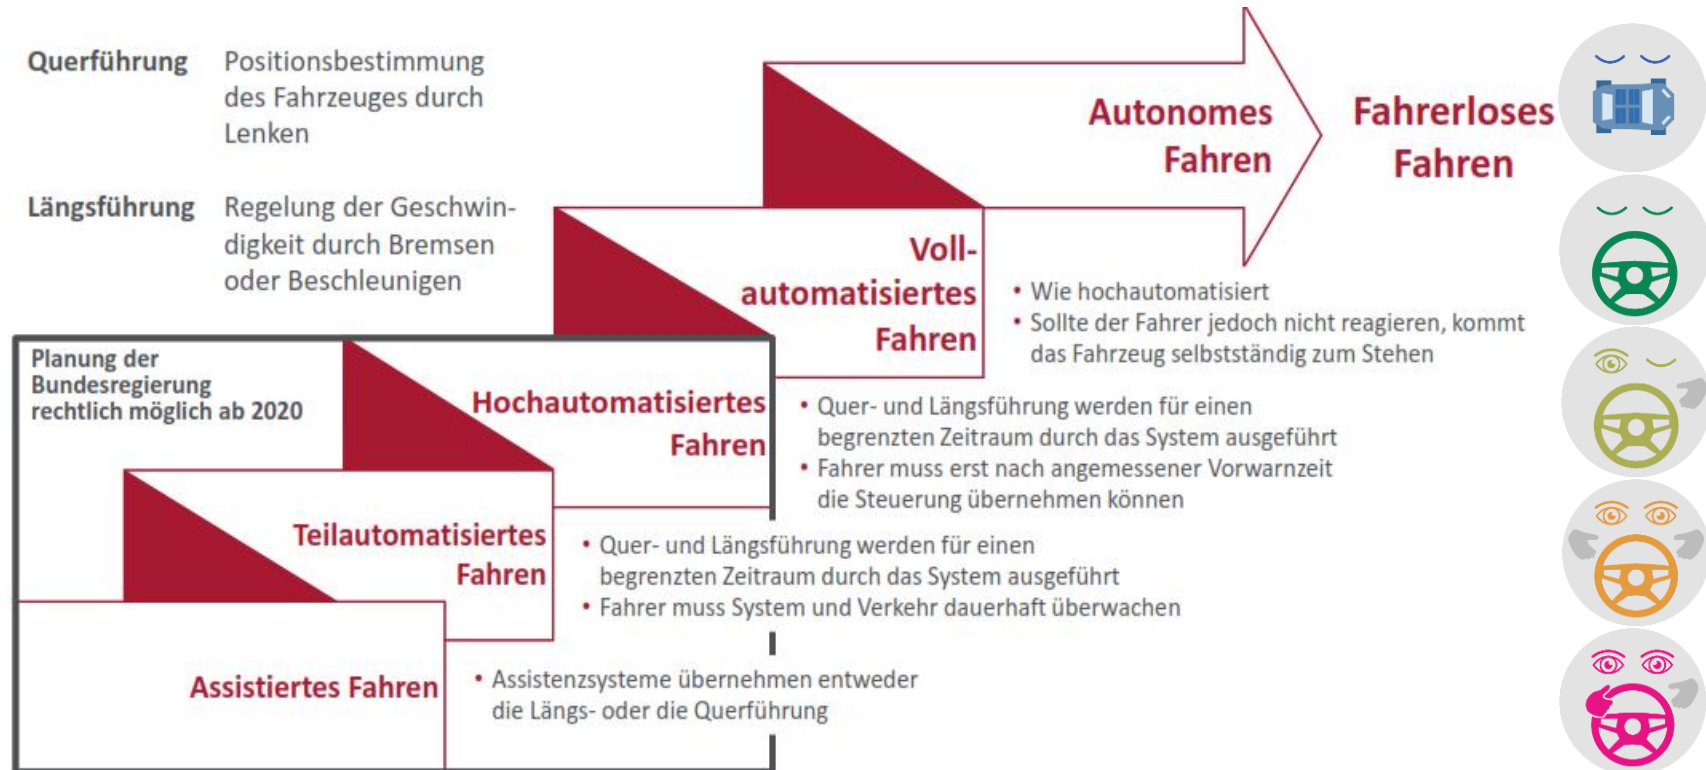 Querführung
Positionsbestimmung
des Fahrzeuges durch
Lenken
Längsführung
Regelung der Geschwin-
digkeit durch Bremsen
oder Beschleunigen
Autonomes
Fahren
Fahrerloses
Fahren
Voll-
automatisiertes
Fahren
• Wie hochautomatisiert
• Sollte der Fahrer jedoch nicht reagieren, kommt
das Fahrzeug selbstständig zum Stehen
Planung der
Bundesregierung
rechtlich möglich ab 2020
Hochautomatisiertes
Fahren
• Quer- und Längsführung werden für einen
begrenzten Zeitraum durch das System ausgeführt
• Fahrer muss erst nach angemessener Vorwarnzeit
die Steuerung übernehmen können
Teilautomatisiertes
Fahren
• Quer- und Längsführung werden für einen
begrenzten Zeitraum durch das System ausgeführt
• Fahrer muss System und Verkehr dauerhaft überwachen
Assistiertes Fahren
• Assistenzsysteme übernehmen entweder
die Längs- oder die Querführung